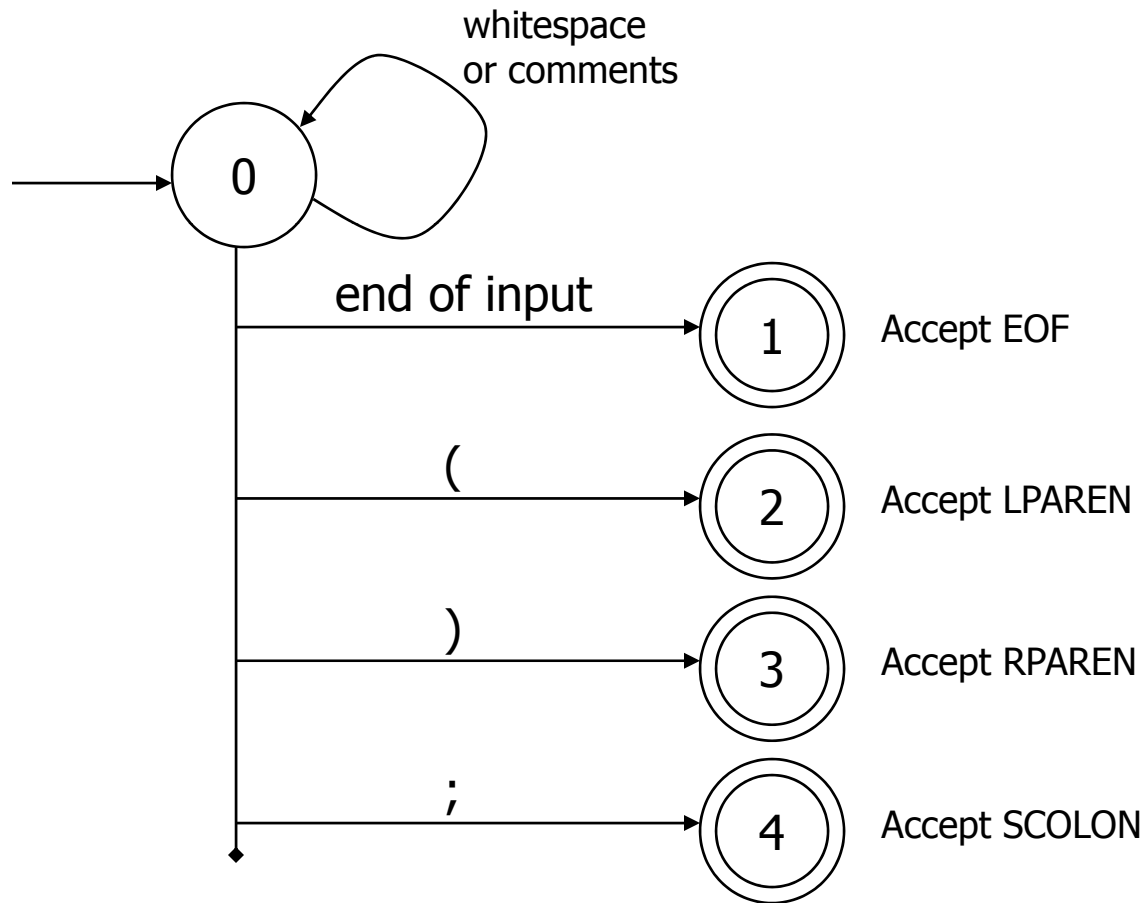 whitespace
or comments
0
end of input
1
Accept EOF
(
2
Accept LPAREN
)
3
Accept RPAREN
;
4
Accept SCOLON